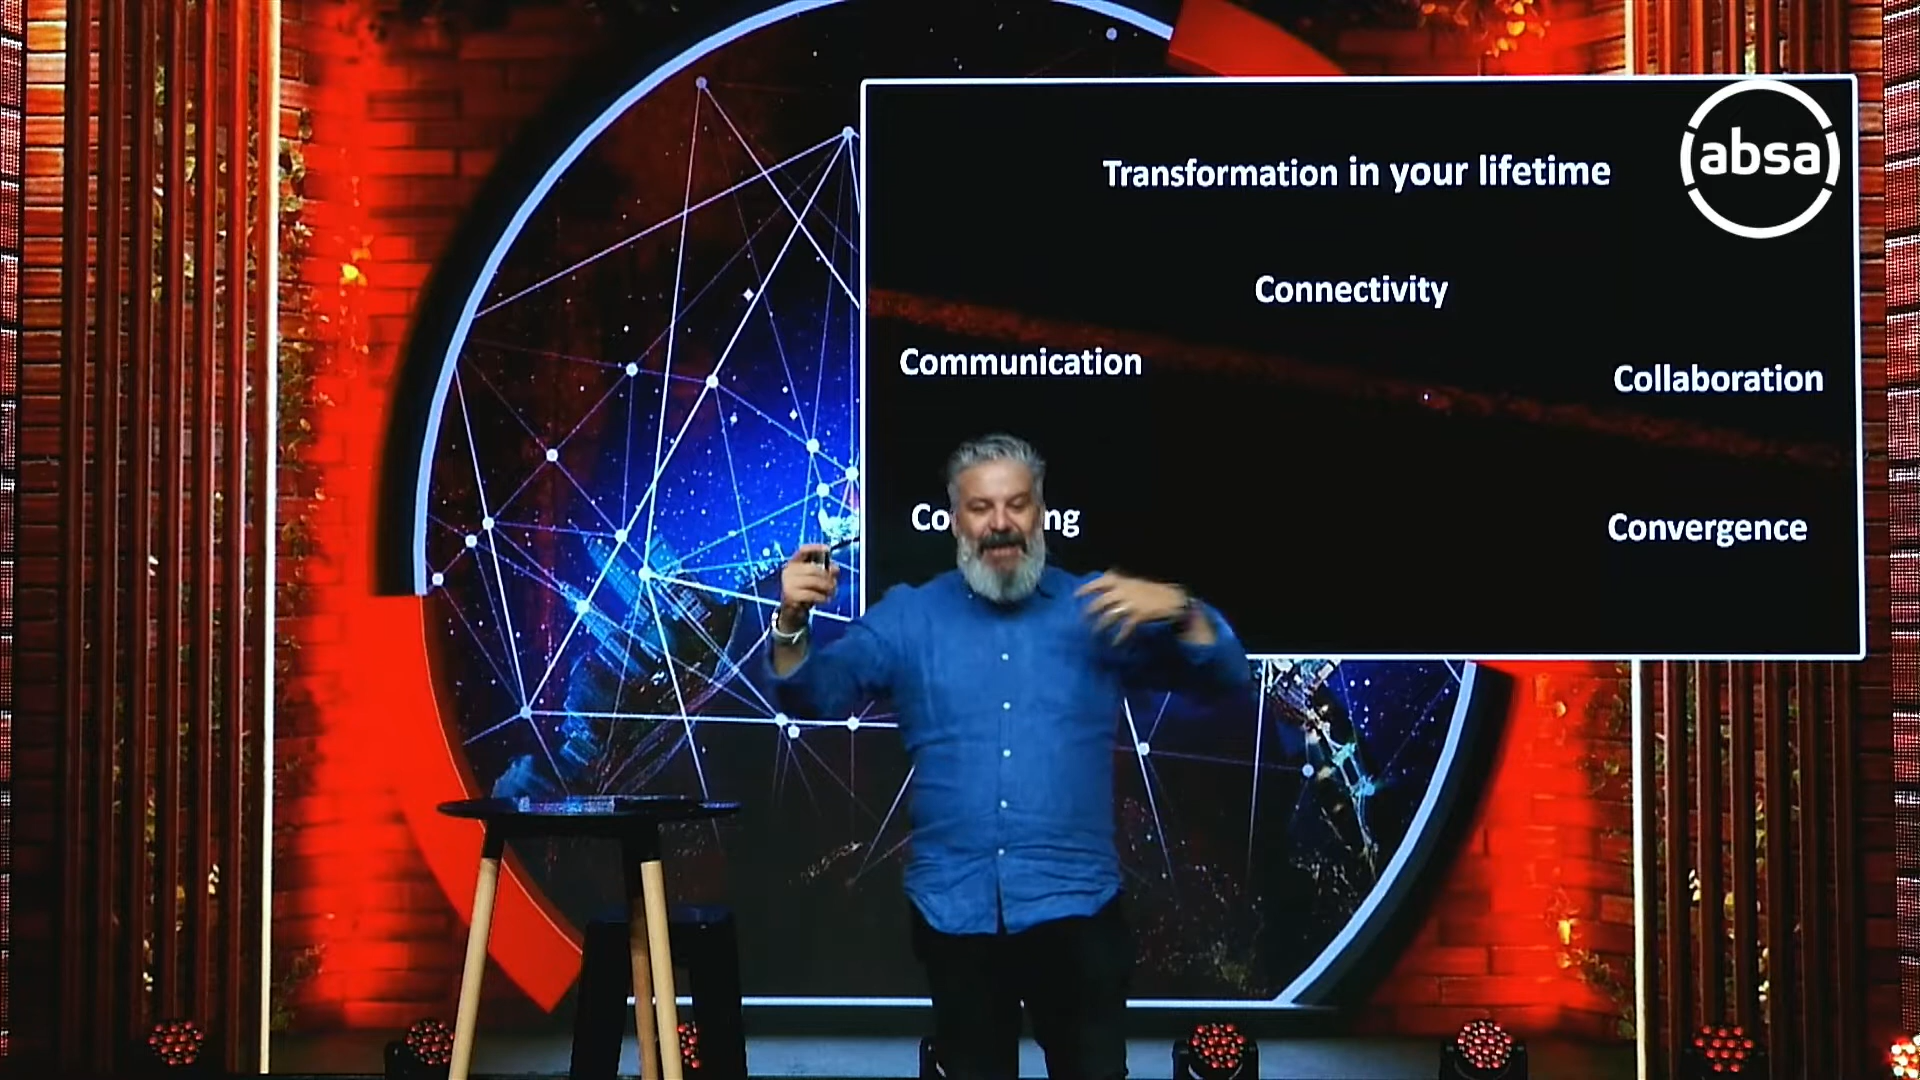 absa
Transformation in your lifetime
Connectivity
Communication
Collaboration
Convergence